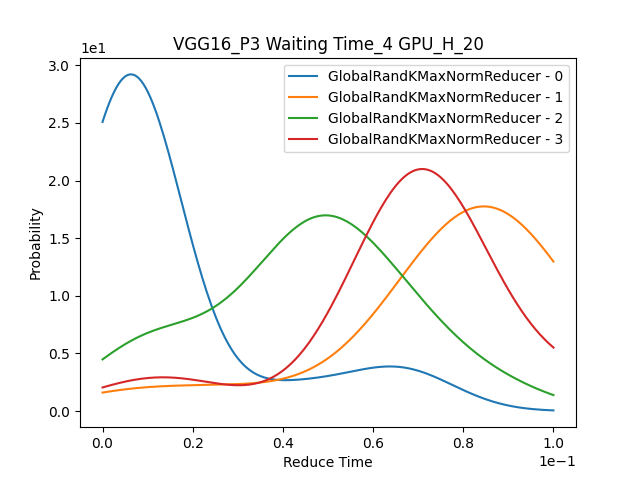 VGG16_P3 Waiting Time_4 GPU_H_20
1e1
3.0
2.5
2.0
1.5
1.0
0.5
0.0
Probability
GlobalRandKMaxNormReducer - 0
GlobalRandKMaxNormReducer - 1
GlobalRandKMaxNormReducer - 2
GlobalRandKMaxNormReducer - 3
0.0 0.2 0.4 0.6 0.8 1.0
1e−1
Reduce Time